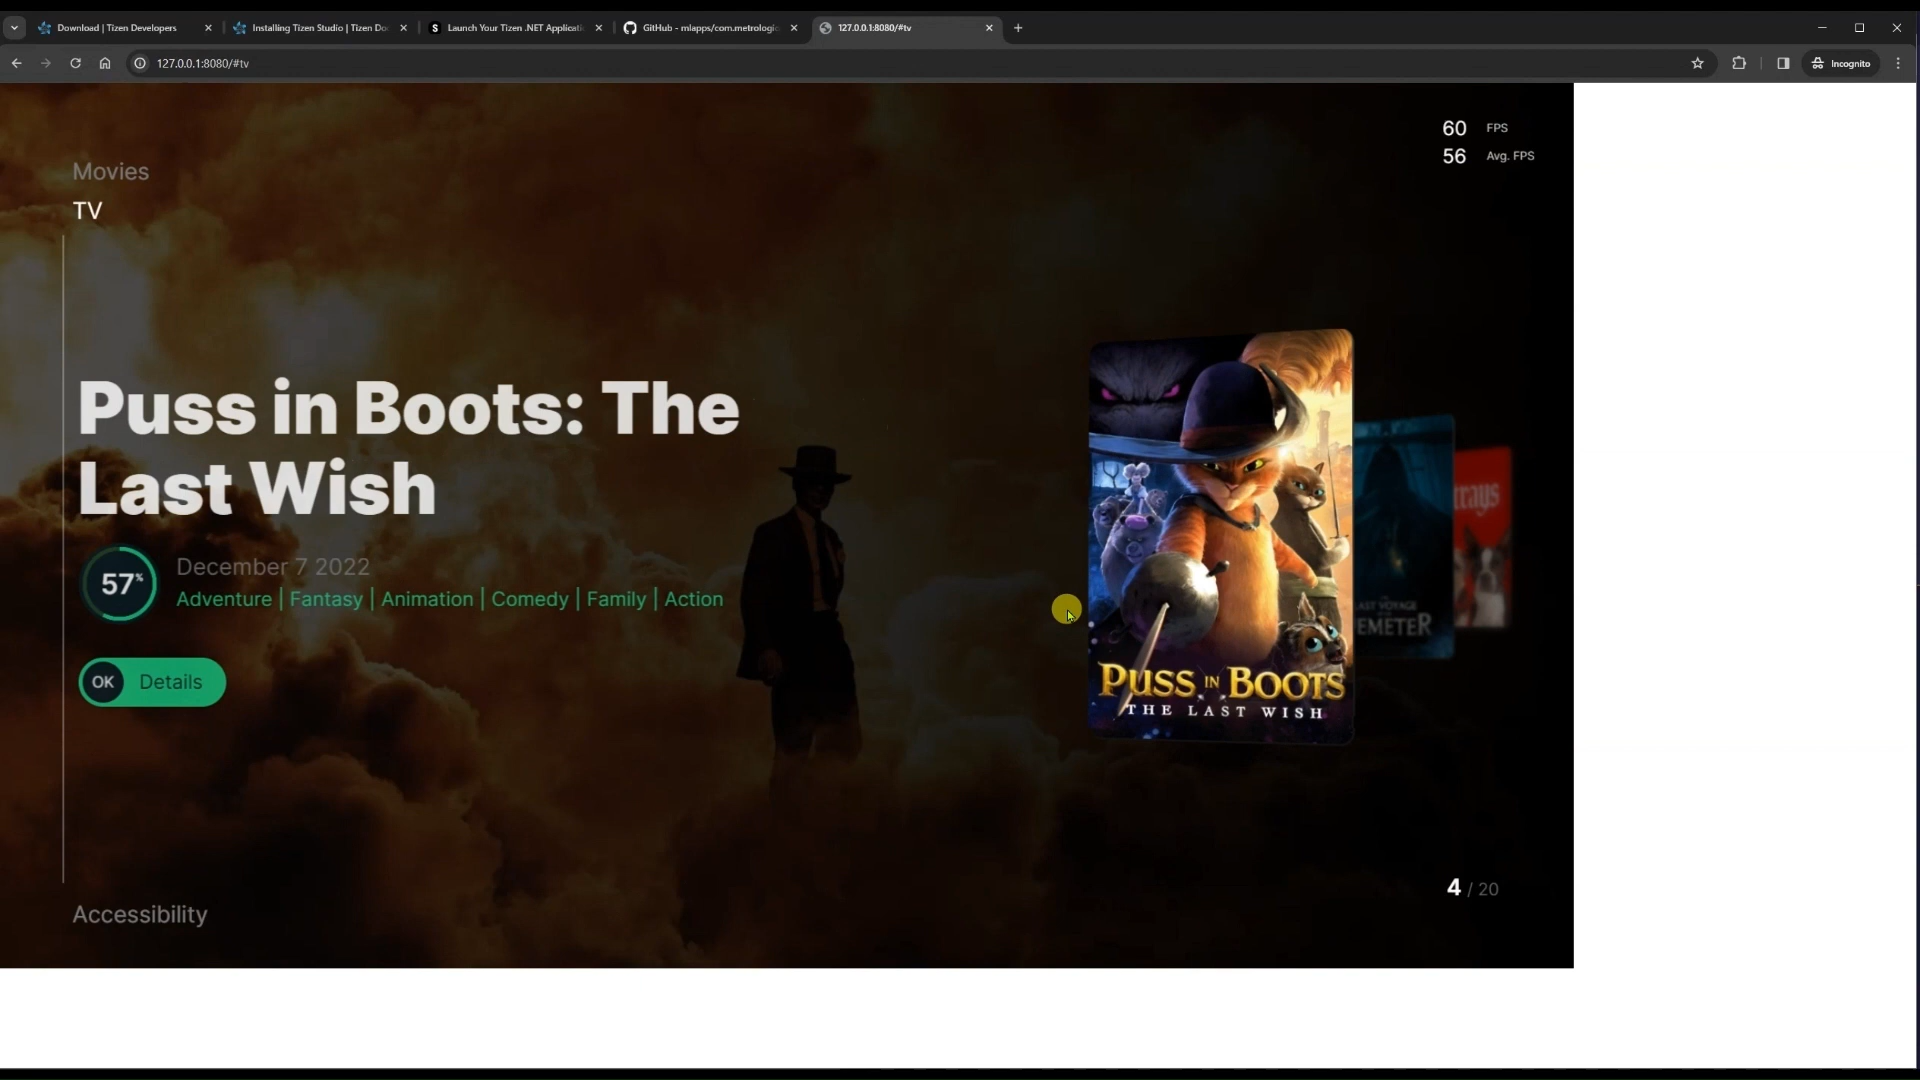 Download | Tizen Developers
Installing Tizen Studio | Tizen Do
Launch Your Tizen .NET Applicati
GitHub - mlapps/com.metrologic
127.0.0.1:8080/#tv
127.0.0.1:8080/#tv
Incognito
60 FPS
56 Avg. FPS
Movies
TV
Puss in Boots: The
Last Wish
57%
December 7 2022
Adventure | Fantasy | Animation | Comedy | Family | Action
OK Details
PUSS IN BOOTS
THE LAST WISH
LAST VOYAGE
EMETER
trays
4 / 20
Accessibility